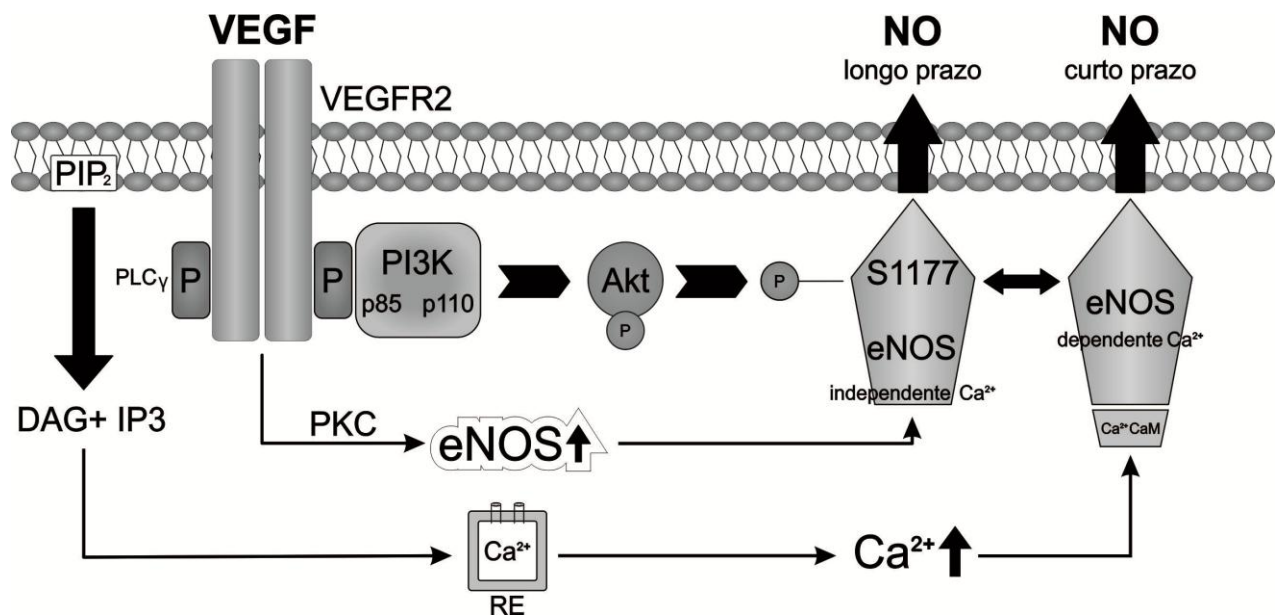 VEGF
NO
longo prazo
NO
curto prazo
VEGFR2
PIP₂
PLCγ
P
P
PI3K
p85 p110
Akt
P
P
S1177
eNOS
independente Ca²⁺
eNOS
dependente Ca²⁺
Ca²⁺CaM
DAG+ IP3
PKC
eNOS
Ca²⁺
RE
Ca²⁺